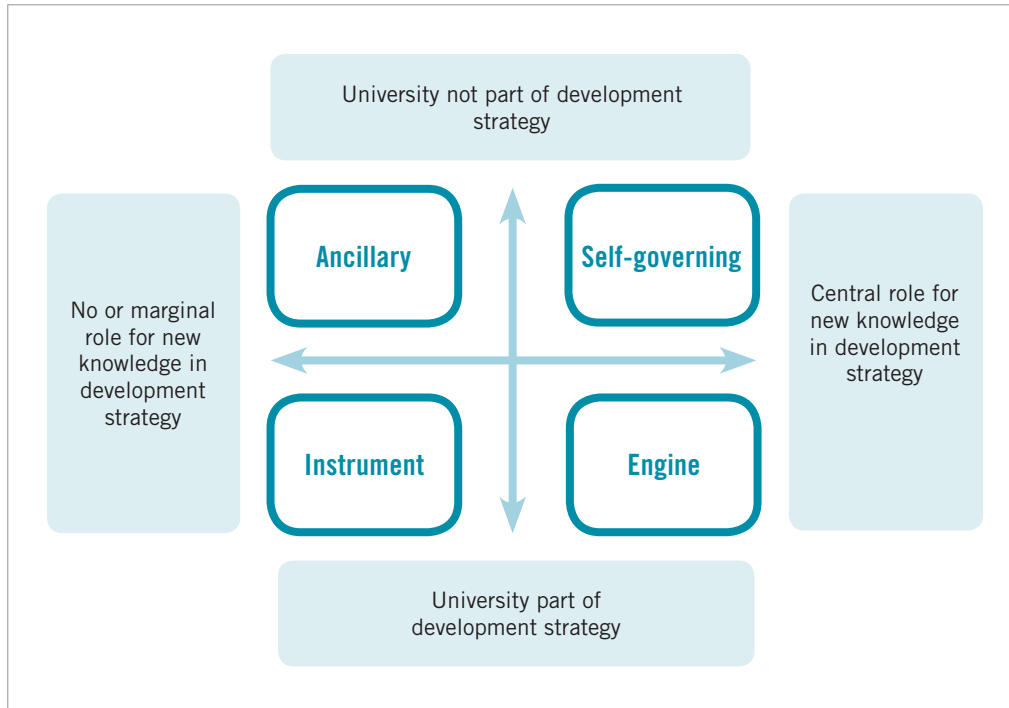 University not part of development
strategy
Ancillary
Self-governing
No or marginal
role for new
knowledge in
development
strategy
Central role for
new knowledge
in development
strategy
Instrument
Engine
University part of
development strategy